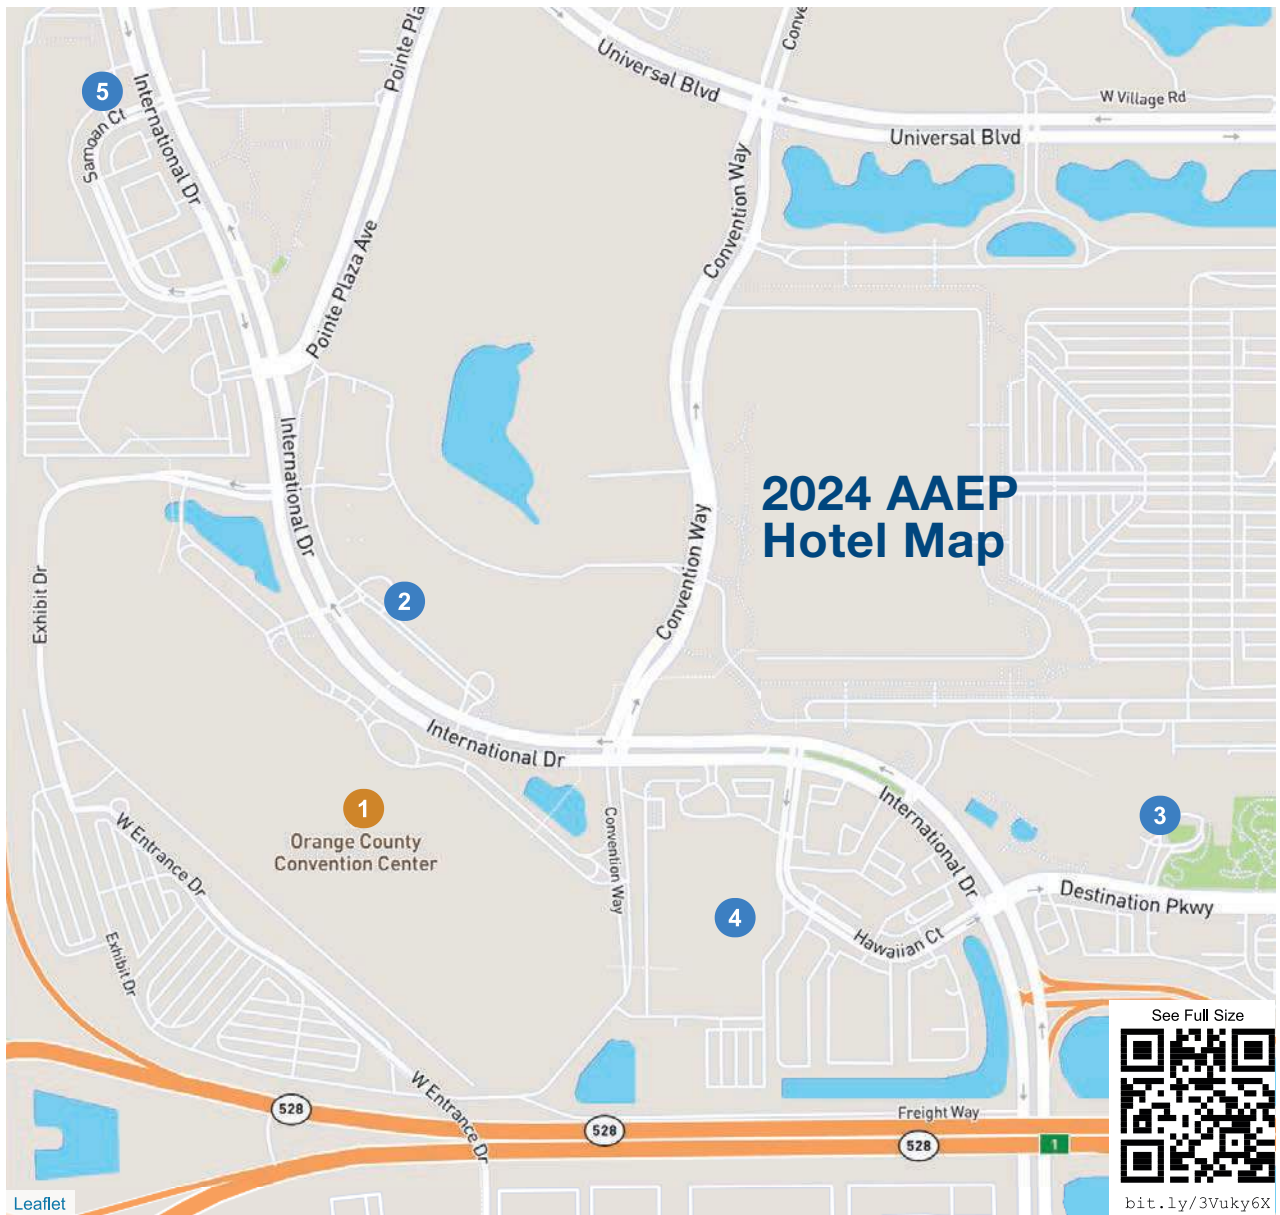 Conve
Pointe Pla
Universal Blvd
5
International Dr
W Village Rd
Samoan Ct
Universal Blvd
Convention Way
Pointe Plaza Ave
International Dr
2024 AAEP
Hotel Map
Convention Way
Exhibit Dr
2
International Dr
1
Orange County
Convention Center
W Entrance Dr
Convention Way
International Dr
3
Destination Pkwy
4
Hawaiian Ct
Exhibit Dr
See Full Size
W Entrance Dr
528
528
Freight Way
528
1
Leaflet
bit.ly/3Vuky6X